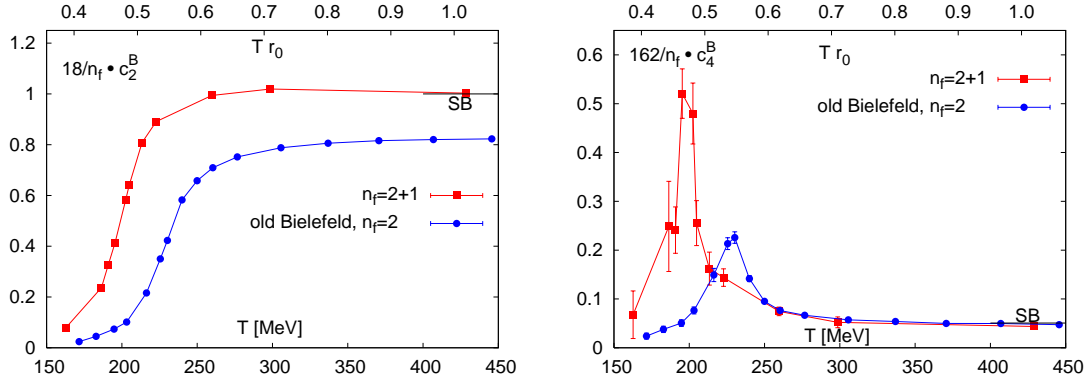 0.4 0.5 0.6 0.7 0.8 0.9 1.0
T r₀
18/n_f • c₂^B
1.25
1
0.8
0.6
0.4
0.2
0
SB
n_f=2+1
old Bielefeld, n_f=2
T [MeV]
150 200 250 300 350 400 450
0.4 0.5 0.6 0.7 0.8 0.9 1.0
T r₀
162/n_f • c₄^B
0.6
0.5
0.4
0.3
0.2
0.1
0
n_f=2+1
old Bielefeld, n_f=2
SB
T [MeV]
150 200 250 300 350 400 450